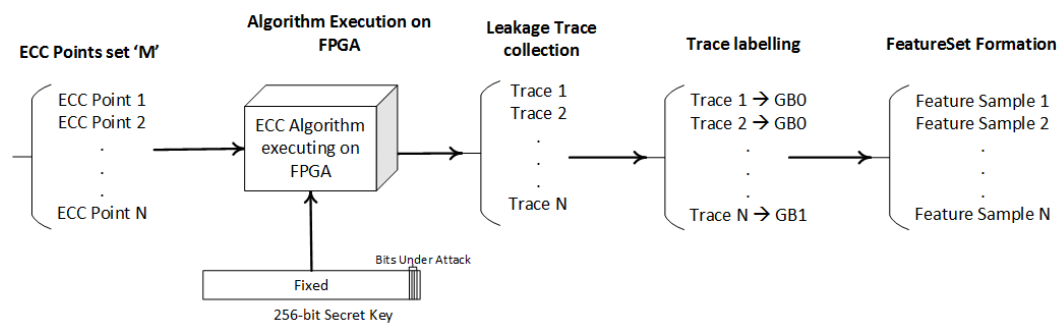 ECC Points set ‘M’
ECC Point 1
ECC Point 2
.
.
.
ECC Point N
Algorithm Execution on
FPGA
ECC Algorithm
executing on
FPGA
Bits Under Attack
Fixed
256-bit Secret Key
Leakage Trace
collection
Trace 1
Trace 2
.
.
.
Trace N
Trace labelling
Trace 1 → GB0
Trace 2 → GB0
.
.
.
Trace N → GB1
FeatureSet Formation
Feature Sample 1
Feature Sample 2
.
.
.
Feature Sample N